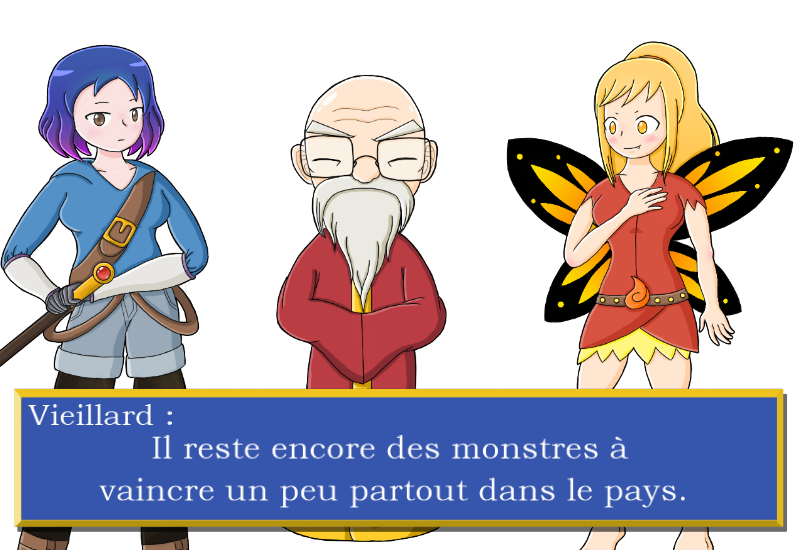 Vieillard :
Il reste encore des monstres à
vaincre un peu partout dans le pays.